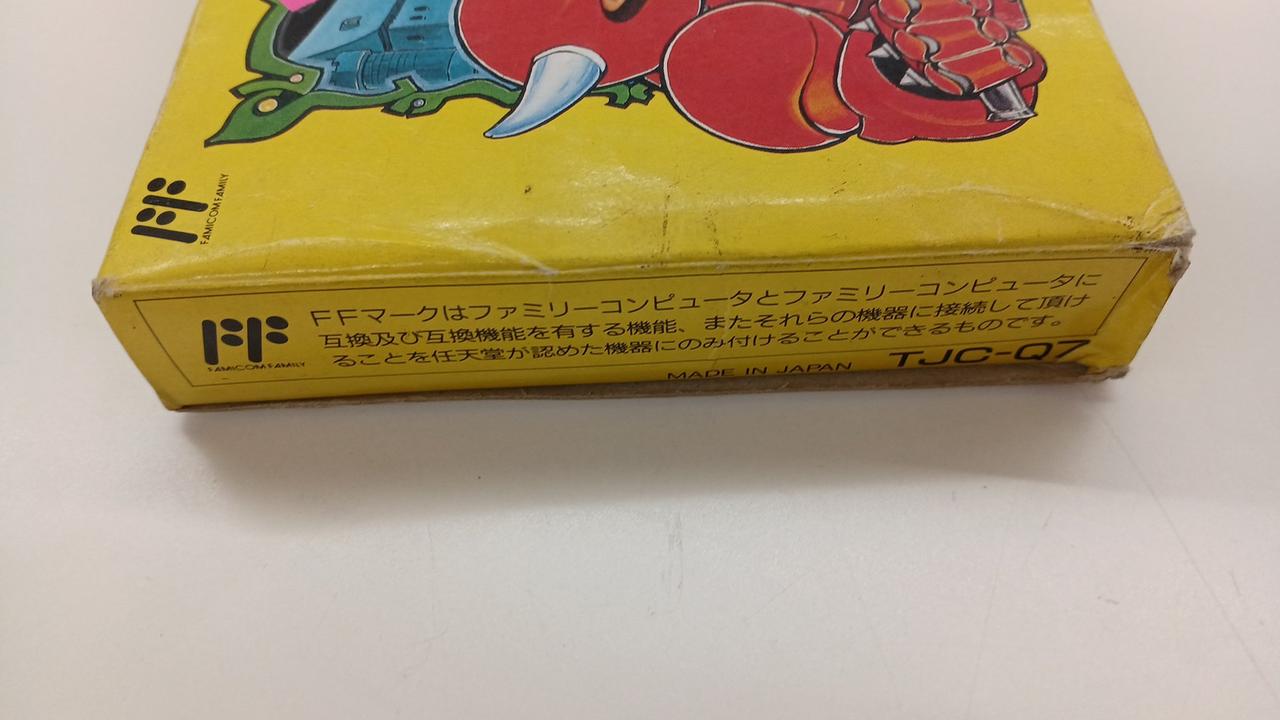 FAMICOM FAMILY
FFマークはファミリーコンピュータとファミリーコンピュータに
互換及び互換機能を有する機能、またそれらの機器に接続して頂け
ることを任天堂が認めた機器にのみ付けることができるものです。
FAMICOM FAMILY
MADE IN JAPAN TJC-Q7